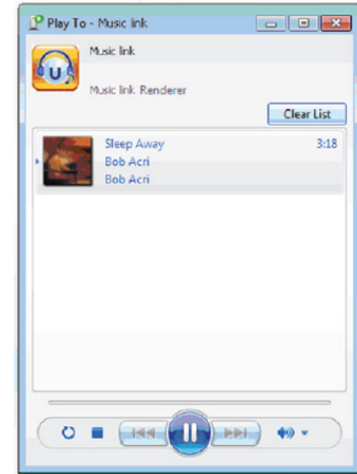 Play To - Music link
Music link
U
Music link Renderer
Clear List
Sleep Away 3:18
Bob Acri
Bob Acri